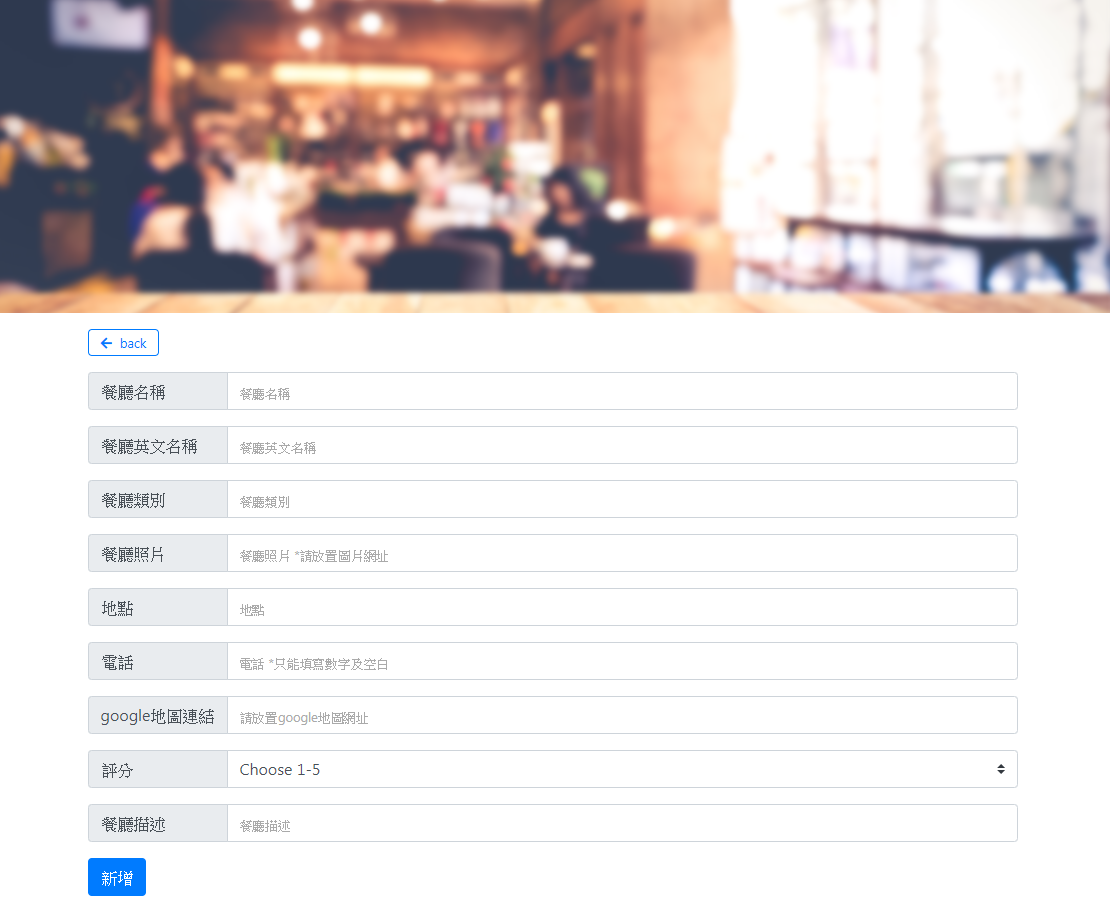 back
餐廳名稱 餐廳名稱
餐廳英文名稱 餐廳英文名稱
餐廳類別 餐廳類別
餐廳照片 餐廳照片 *請放置圖片網址
地點 地點
電話 電話 *只能填寫數字及空白
google地圖連結 請放置google地圖網址
評分 Choose 1-5
餐廳描述 餐廳描述
新增